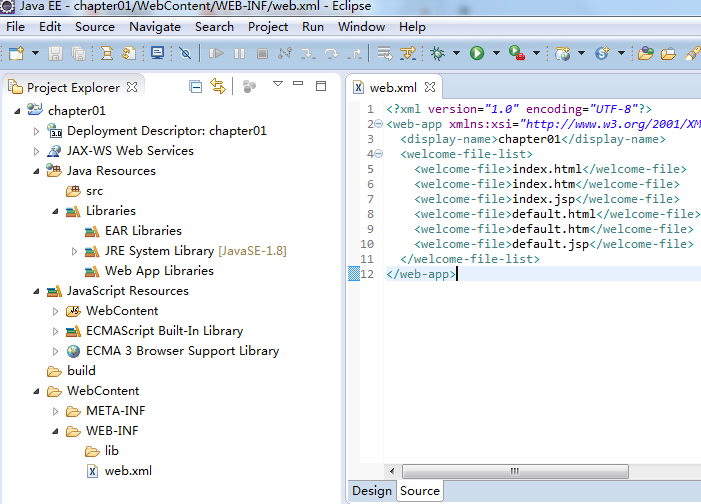 Java EE - chapter01/WebContent/WEB-INF/web.xml - Eclipse
File Edit Source Navigate Search Project Run Window Help
Project Explorer
chapter01
3.0 Deployment Descriptor: chapter01
JAX-WS Web Services
Java Resources
src
Libraries
EAR Libraries
JRE System Library [JavaSE-1.8]
Web App Libraries
JavaScript Resources
WebContent
ECMAScript Built-In Library
ECMA 3 Browser Support Library
build
WebContent
META-INF
WEB-INF
lib
web.xml
web.xml
1 <?xml version="1.0" encoding="UTF-8"?>
2 <web-app xmlns:xsi="http://www.w3.org/2001/XM
3 <display-name>chapter01</display-name>
4 <welcome-file-list>
5 <welcome-file>index.html</welcome-file>
6 <welcome-file>index.htm</welcome-file>
7 <welcome-file>index.jsp</welcome-file>
8 <welcome-file>default.html</welcome-file>
9 <welcome-file>default.htm</welcome-file>
10 <welcome-file>default.jsp</welcome-file>
11 </welcome-file-list>
12 </web-app>
Design Source